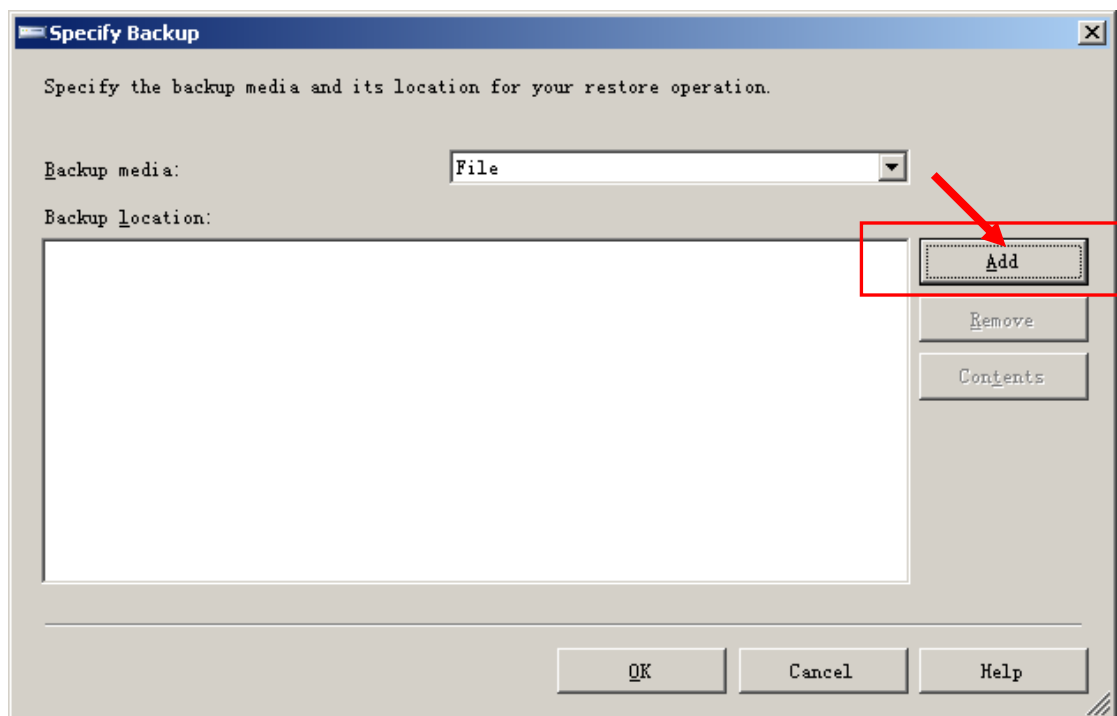 Specify Backup
Specify the backup media and its location for your restore operation.
Backup media:
File
Backup location:
Add
Remove
Contents
OK
Cancel
Help